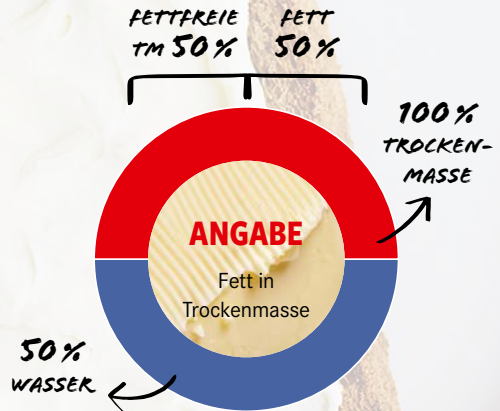 FETTFREIE
TM 50%
FETT
50%
100%
TROCKEN-
MASSE
ANGABE
Fett in
Trockenmasse
50%
WASSER